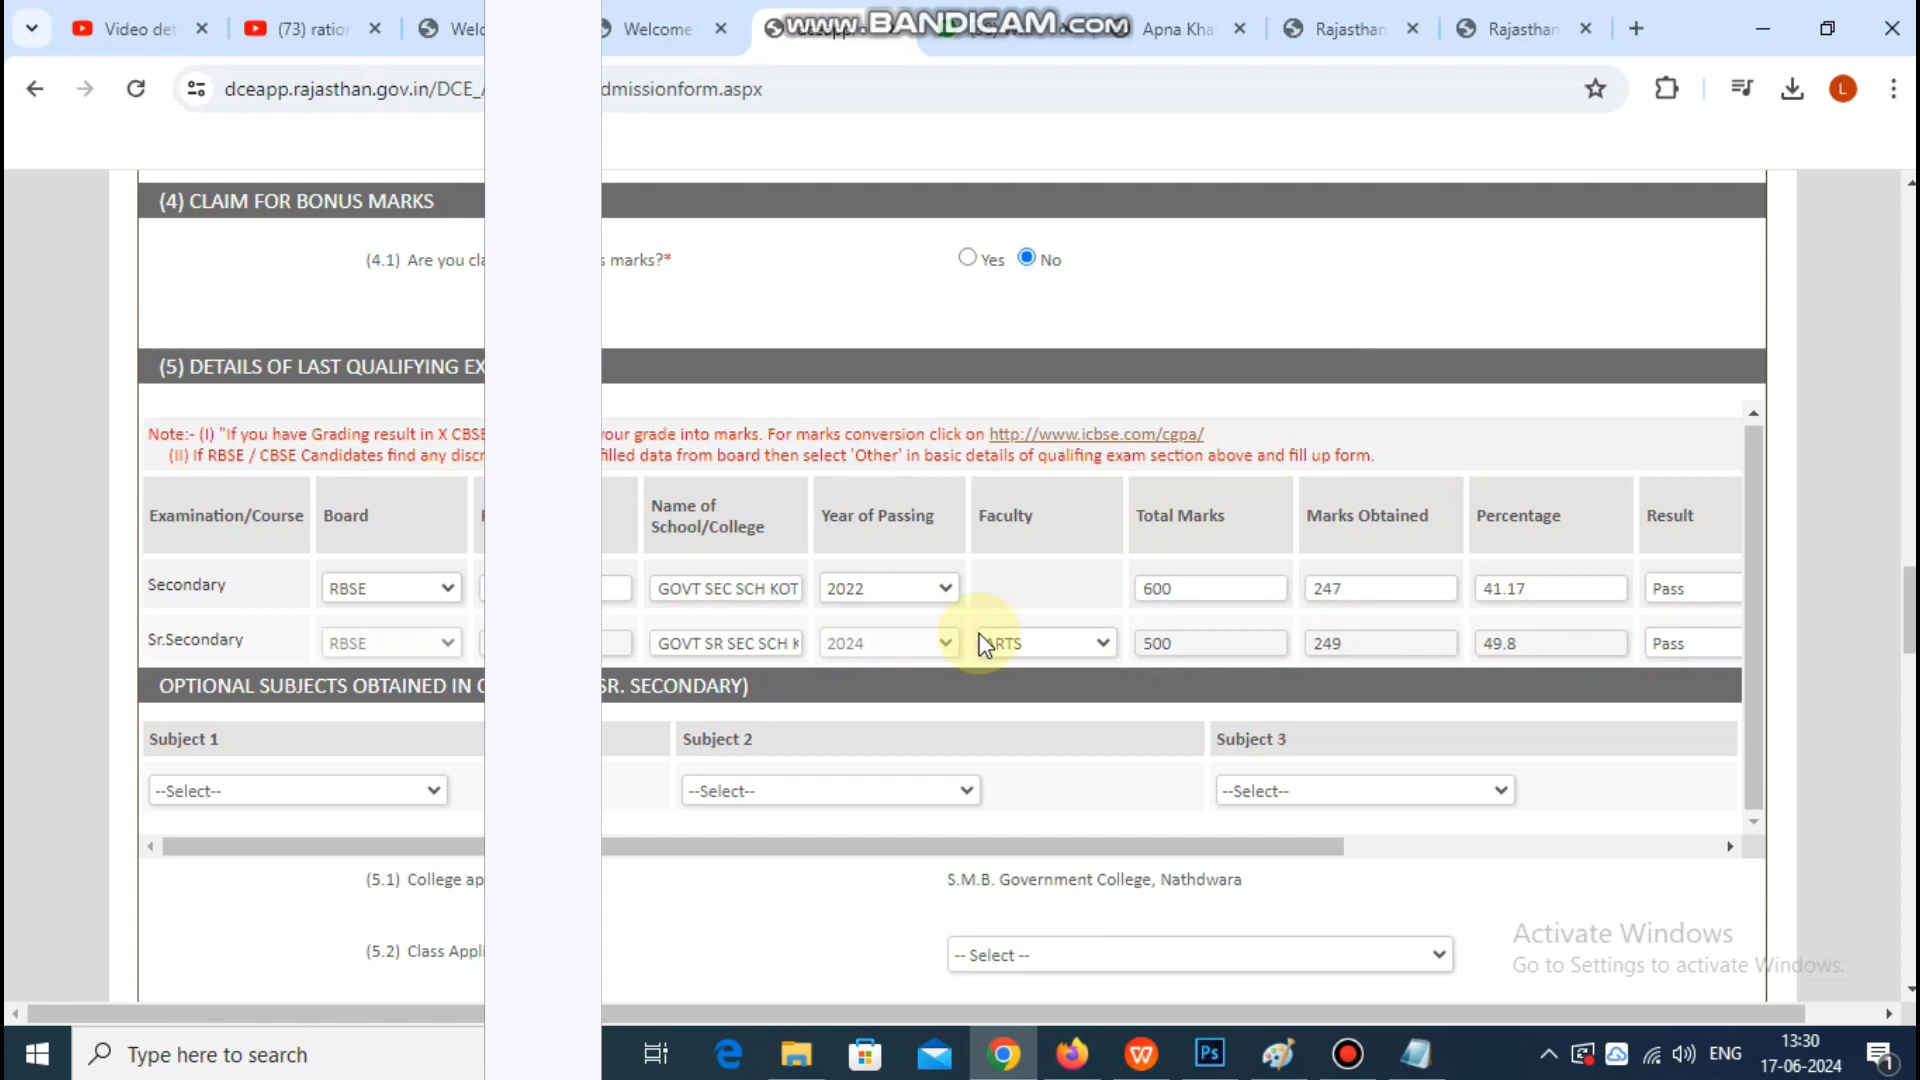 Video det
(73) ratio
Welc
Welcome
www.BANDICAM.com
Apna Kha
Rajasthan
Rajasthan
dceapp.rajasthan.gov.in/DCE_ dmissionform.aspx
L
(4) CLAIM FOR BONUS MARKS
(4.1) Are you cla s marks?*
Yes No
(5) DETAILS OF LAST QUALIFYING EX
Note:- (I) "If you have Grading result in X CBSE your grade into marks. For marks conversion click on http://www.icbse.com/cgpa/
(II) If RBSE / CBSE Candidates find any discr filled data from board then select 'Other' in basic details of qualifing exam section above and fill up form.
Examination/Course Board Name of School/College Year of Passing Faculty Total Marks Marks Obtained Percentage Result
Secondary RBSE GOVT SEC SCH KOT 2022 600 247 41.17 Pass
Sr.Secondary RBSE GOVT SR SEC SCH K 2024 ARTS 500 249 49.8 Pass
OPTIONAL SUBJECTS OBTAINED IN SR. SECONDARY)
Subject 1 Subject 2 Subject 3
--Select-- --Select-- --Select--
(5.1) College ap S.M.B. Government College, Nathdwara
(5.2) Class Appli -- Select --
Activate Windows
Go to Settings to activate Windows.
Type here to search
Ps
ENG
13:30
17-06-2024
1